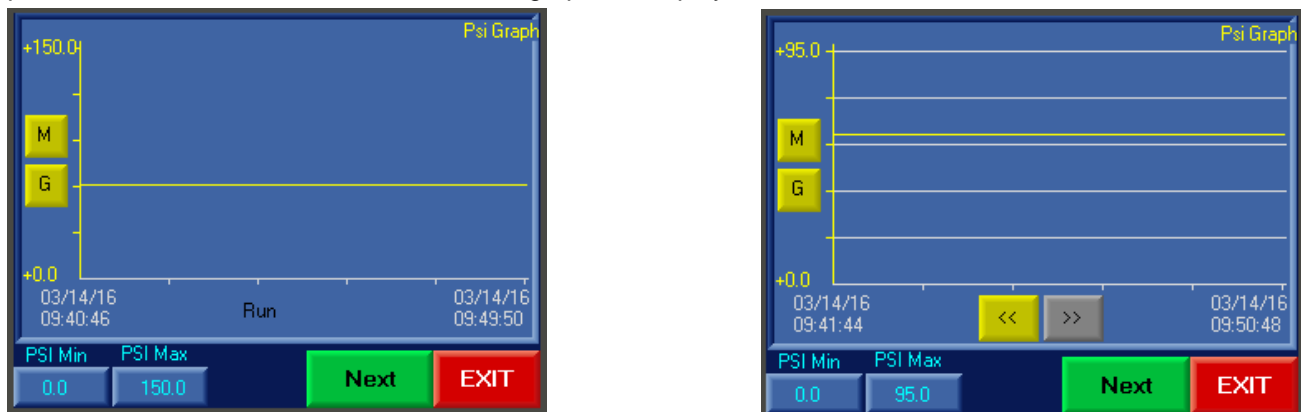 Psi Graph
+150.0
M
G
+0.0
03/14/16
09:40:46
Run
03/14/16
09:49:50
PSI Min
PSI Max
0.0
150.0
Next
EXIT
Psi Graph
+95.0
M
G
+0.0
03/14/16
09:41:44
<<
>>
03/14/16
09:50:48
PSI Min
PSI Max
0.0
95.0
Next
EXIT